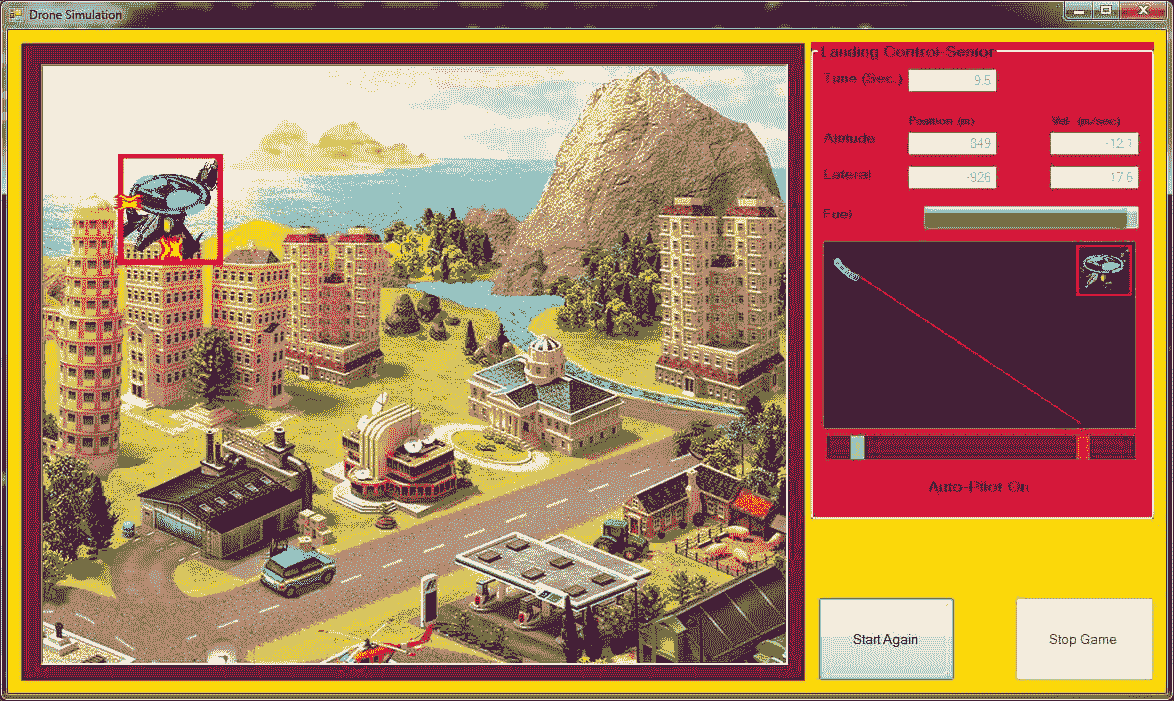 Drone Simulation
Landing Control-Senior
Time (Sec.) 9.5
Position (m) Vel. (m/sec)
Altitude 849 -12.1
Lateral -926 17.6
Fuel
Auto-Pilot On
Start Again
Stop Game